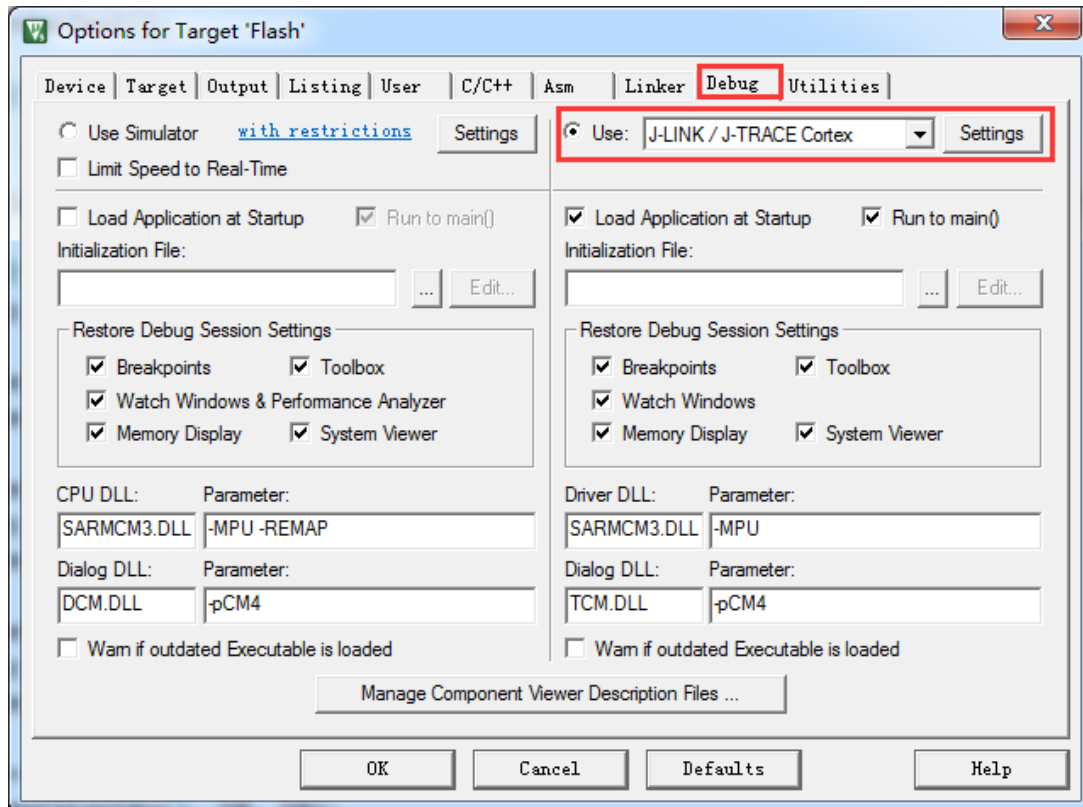 Options for Target 'Flash'
Device Target Output Listing User C/C++ Asm Linker Debug Utilities
Use Simulator with restrictions Settings
Use: J-LINK / J-TRACE Cortex Settings
Limit Speed to Real-Time
Load Application at Startup Run to main()
Load Application at Startup Run to main()
Initialization File:
Initialization File:
... Edit...
... Edit...
Restore Debug Session Settings
Breakpoints Toolbox
Watch Windows & Performance Analyzer
Memory Display System Viewer
Restore Debug Session Settings
Breakpoints Toolbox
Watch Windows
Memory Display System Viewer
CPU DLL: Parameter:
SARMCM3.DLL -MPU -REMAP
Driver DLL: Parameter:
SARMCM3.DLL -MPU
Dialog DLL: Parameter:
DCM.DLL -pCM4
Dialog DLL: Parameter:
TCM.DLL -pCM4
Warn if outdated Executable is loaded
Warn if outdated Executable is loaded
Manage Component Viewer Description Files ...
OK Cancel Defaults Help